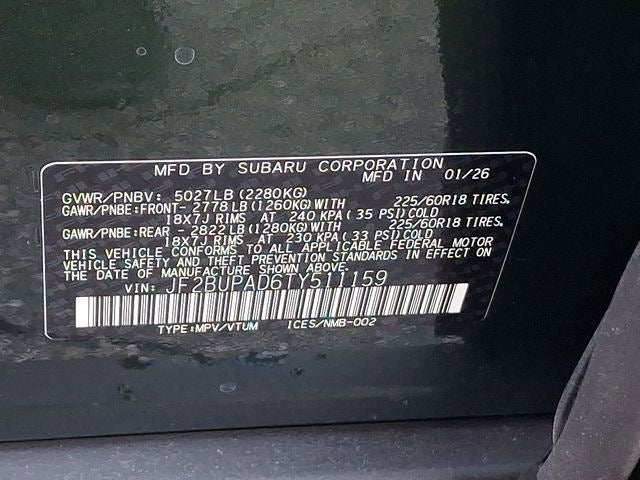 MFD BY SUBARU CORPORATION
MFD IN 01/26
GVWR/PNBV: 5027LB (2280KG)
GAWR/PNBE:FRONT- 2778LB (1260KG) WITH 225/60R18 TIRES.
18X7J RIMS AT 240 KPA (35 PSI) COLD
GAWR/PNBE:REAR - 2822LB (1280KG) WITH 225/60R18 TIRES.
18X7J RIMS AT 230 KPA (33 PSI) COLD
THIS VEHICLE CONFORMS TO ALL APPLICABLE FEDERAL MOTOR
VEHICLE SAFETY AND THEFT PREVENTION STANDARDS IN EFFECT ON
THE DATE OF MANUFACTURE SHOWN ABOVE.
VIN: JF2BUPAD6TY511159
TYPE:MPV/VTUM ICES/NMB-002